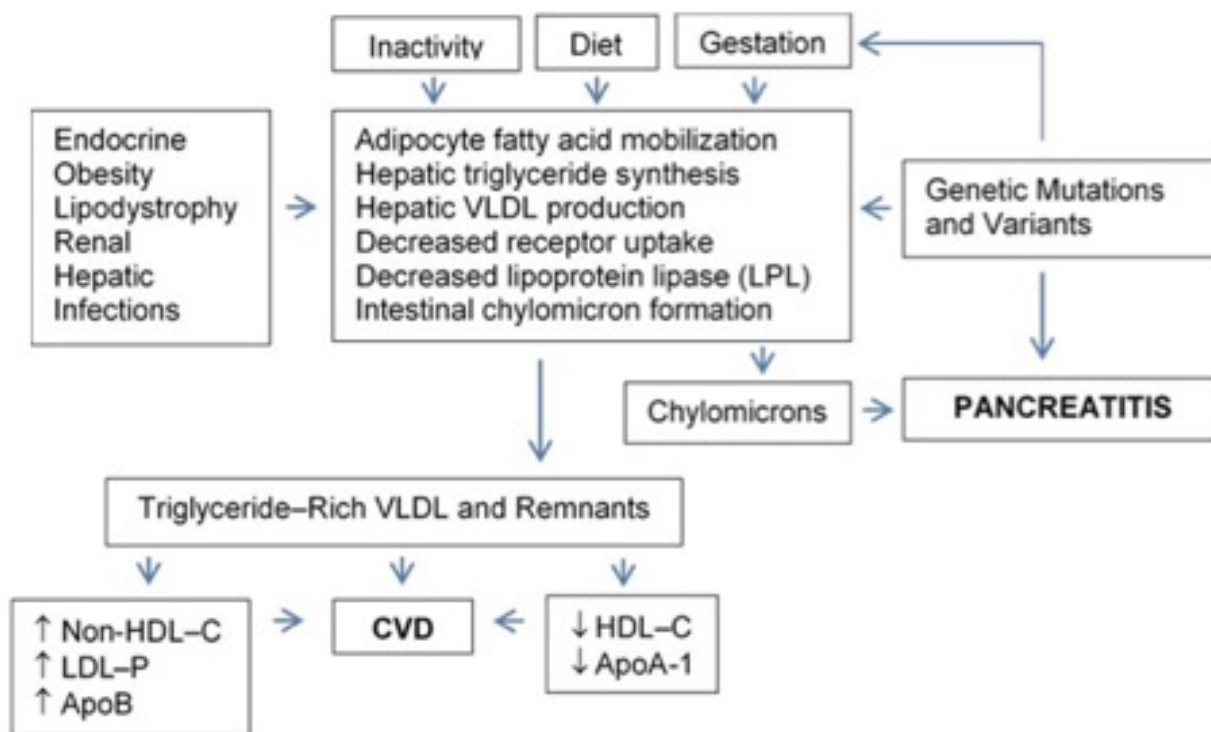 Inactivity
Diet
Gestation
Endocrine
Obesity
Lipodystrophy
Renal
Hepatic
Infections
Adipocyte fatty acid mobilization
Hepatic triglyceride synthesis
Hepatic VLDL production
Decreased receptor uptake
Decreased lipoprotein lipase (LPL)
Intestinal chylomicron formation
Genetic Mutations
and Variants
Chylomicrons
PANCREATITIS
Triglyceride–Rich VLDL and Remnants
↑ Non-HDL–C
↑ LDL–P
↑ ApoB
CVD
↓ HDL–C
↓ ApoA-1